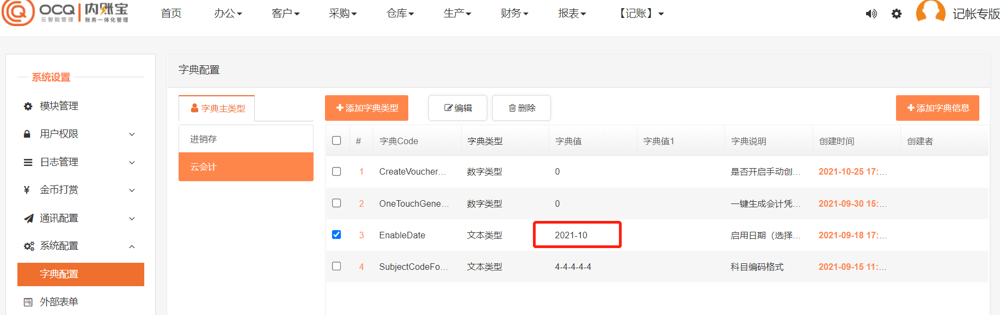 OCQ 内账宝
云智能管理 账务一体化管理
首页 办公 客户 采购 仓库 生产 财务 报表 【记账】 记帐专版
系统设置
模块管理
用户权限
日志管理
金币打赏
通讯配置
系统配置
字典配置
外部表单
字典配置
字典主类型
进销存
云会计
添加字典类型 编辑 删除 添加字典信息
# 字典Code 字典类型 字典值 字典值1 字典说明 创建时间 创建者
1 CreateVoucher... 数字类型 0 是否开启手动创... 2021-10-25 17:...
2 OneTouchGene... 数字类型 0 一键生成会计凭... 2021-09-30 15:...
3 EnableDate 文本类型 2021-10 启用日期（选择... 2021-09-18 17:...
4 SubjectCodeFo... 文本类型 4-4-4-4-4 科目编码格式 2021-09-15 11:...